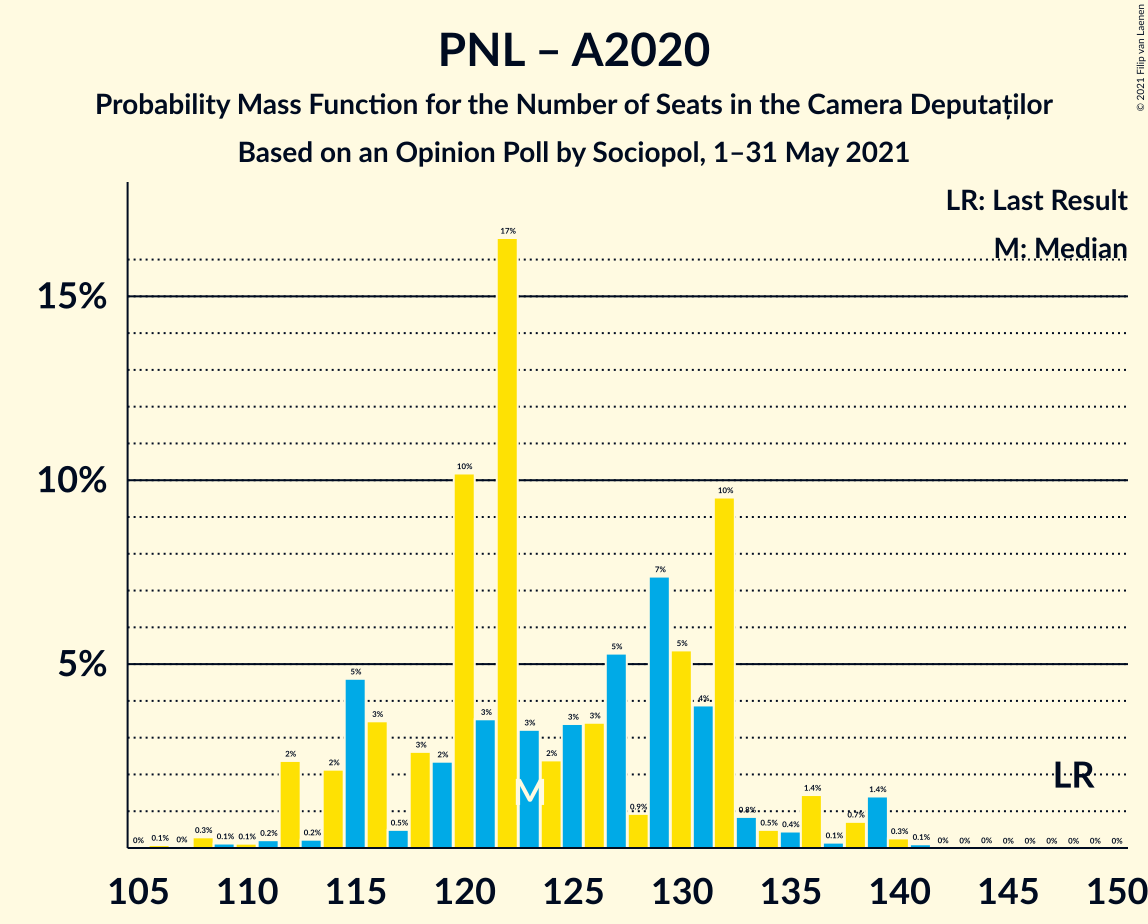 PNL – A2020
Probability Mass Function for the Number of Seats in the Camera Deputaților
Based on an Opinion Poll by Sociopol, 1–31 May 2021
© 2021 Filip van Laenen
LR: Last Result
M: Median
15%
10%
5%
0% 0.1% 0% 0.3% 0.1% 0.1% 0.2% 2% 0.2% 2% 5% 3% 0.5% 3% 2% 10% 3% 17% 3% 2% 3% 3% 5% 0.9% 7% 5% 4% 10% 0.8% 0.5% 0.4% 1.4% 0.1% 0.7% 1.4% 0.3% 0.1% 0% 0% 0% 0% 0% 0% 0% 0% 0%
M
LR
105 110 115 120 125 130 135 140 145 150